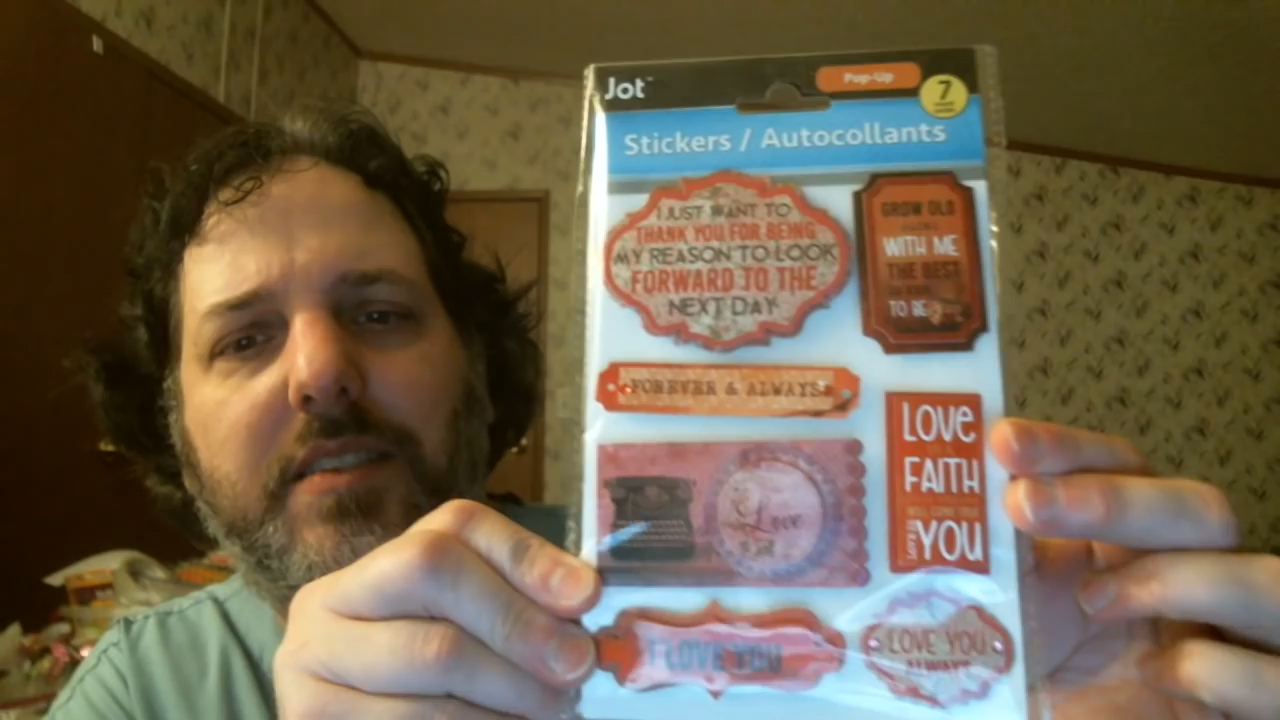 Jot™
Pop-Up
7
Stickers / Autocollants
I JUST WANT TO
THANK YOU FOR BEING
MY REASON TO LOOK
FORWARD TO THE
NEXT DAY
GROW OLD
WITH ME
THE BEST
TO BE
FOREVER & ALWAYS
LOVE
FAITH
YOU
Love
I LOVE YOU
LOVE YOU
ALWAYS